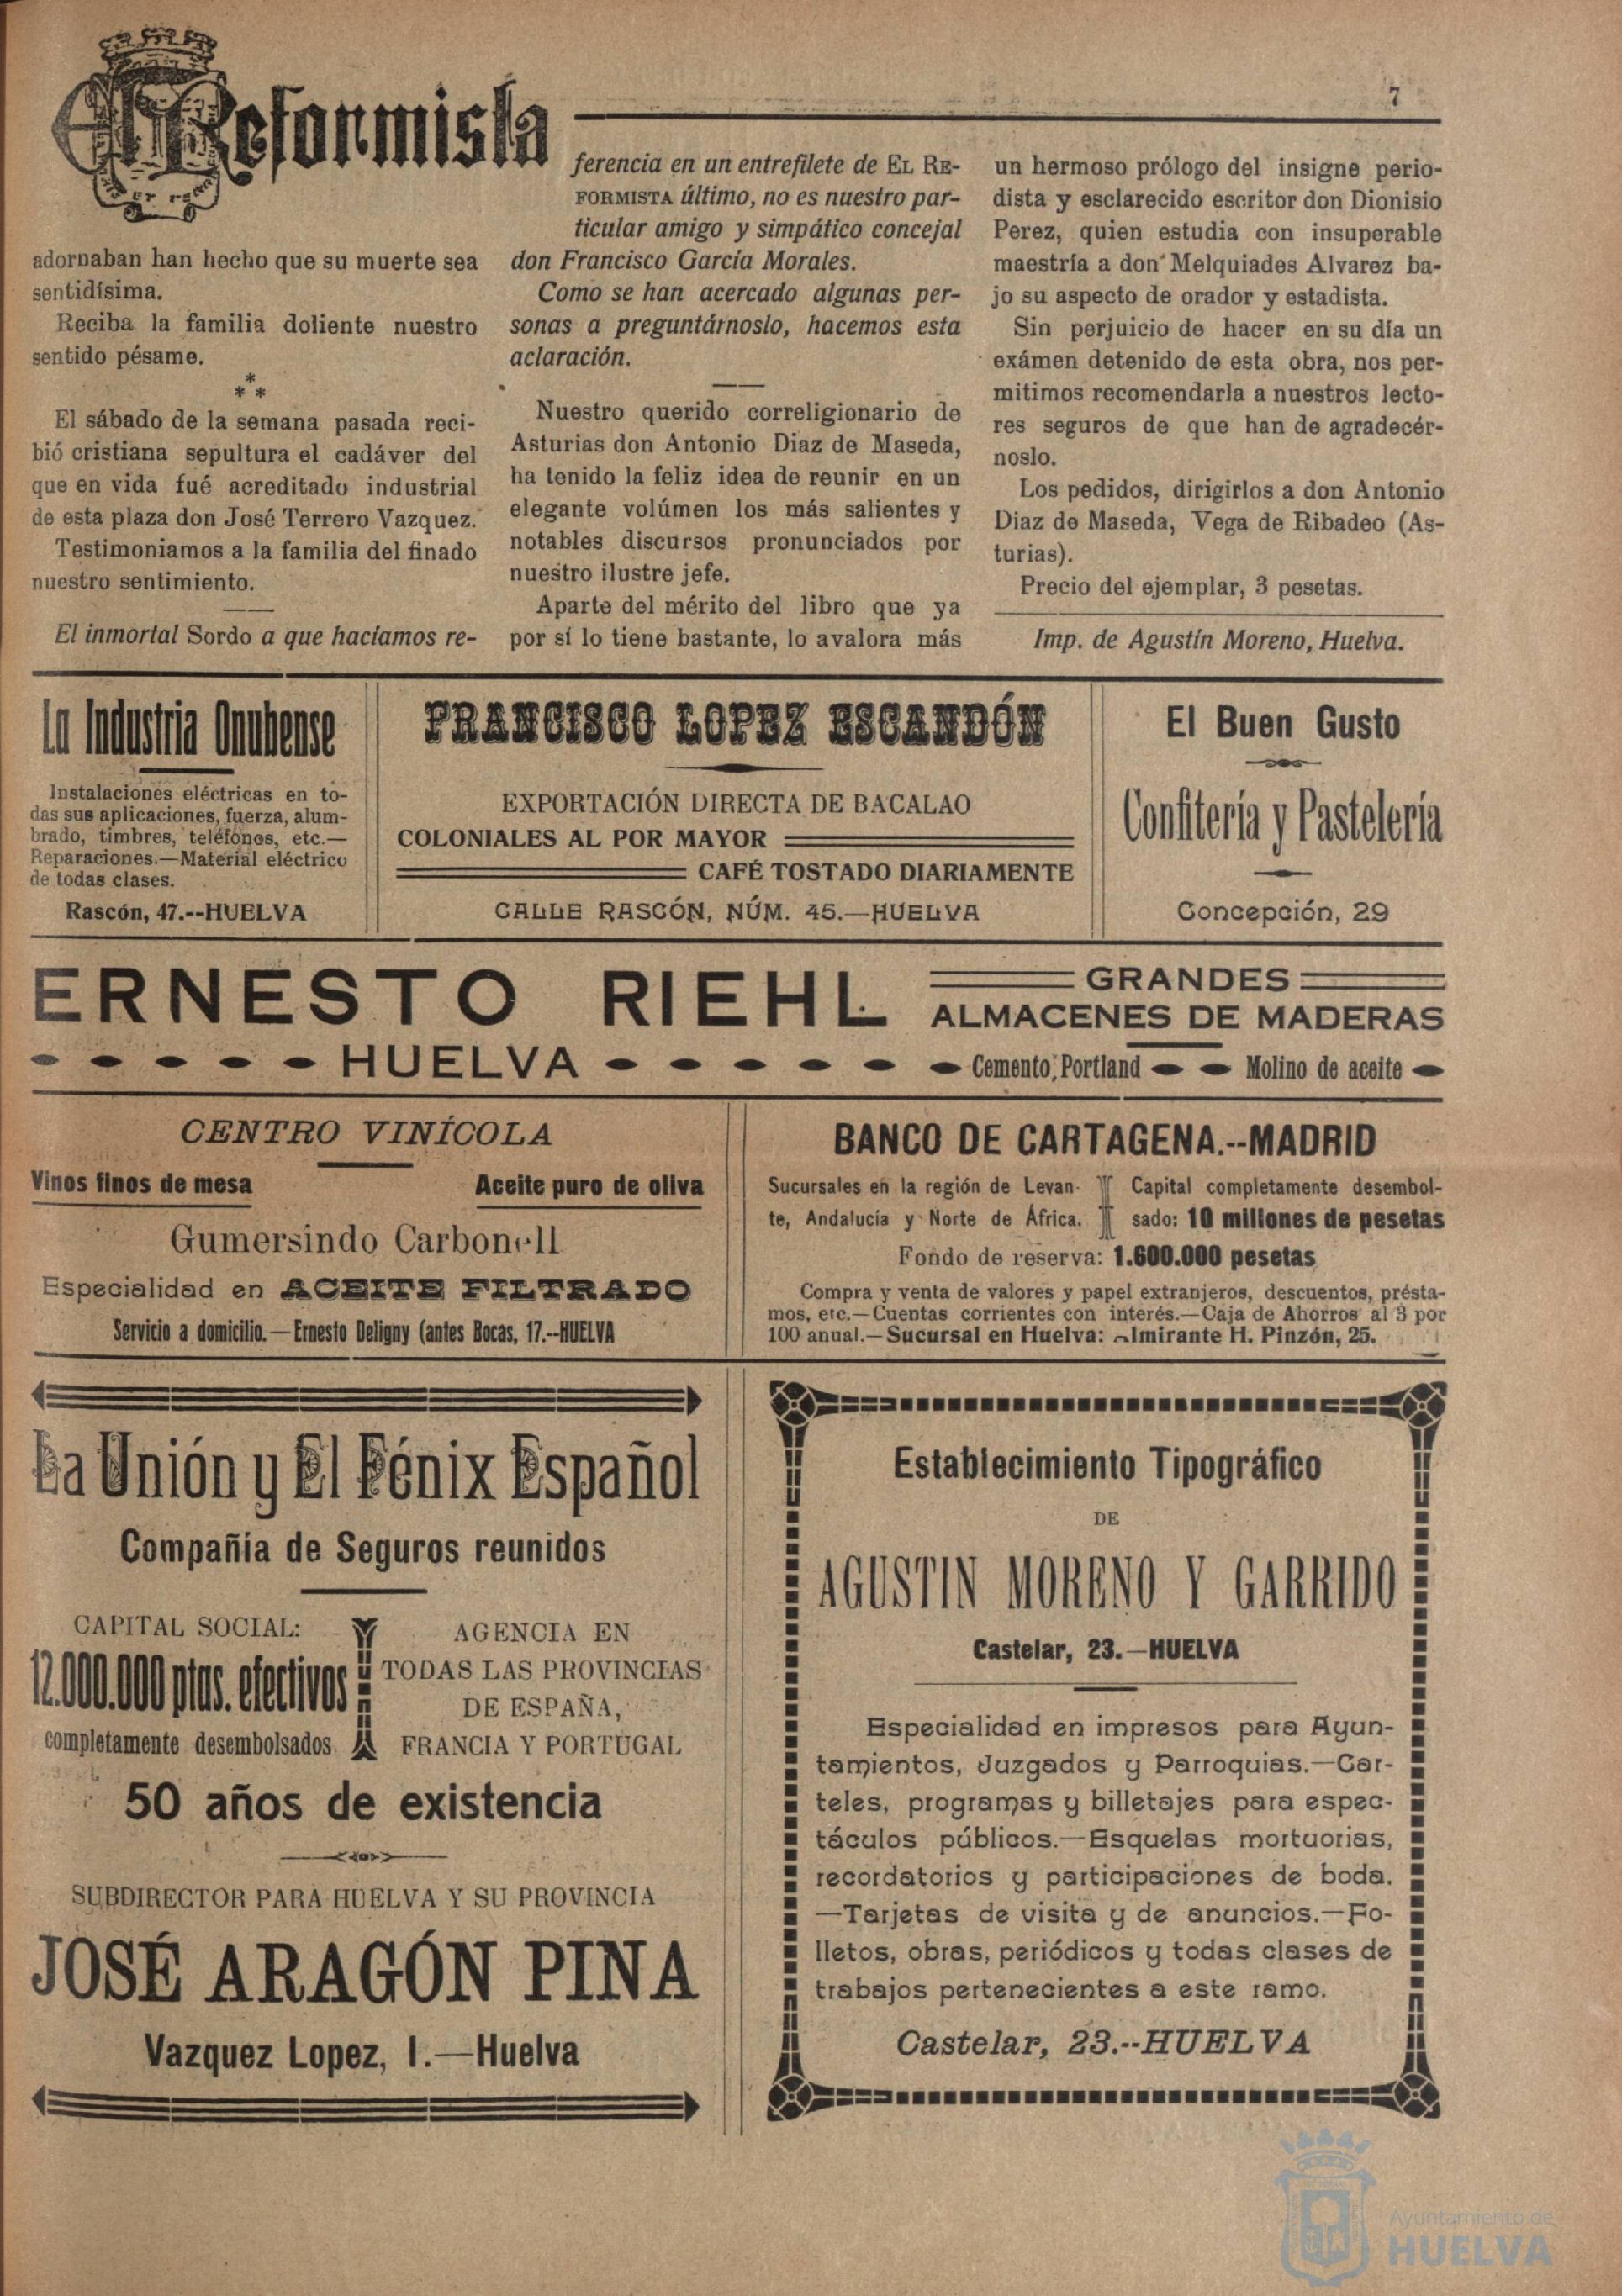 El Reformista
7
adornaban han hecho que su muerte sea
sentidísima.
Reciba la familia doliente nuestro
sentido pésame.
* * *
El sábado de la semana pasada reci-
bió cristiana sepultura el cadáver del
que en vida fué acreditado industrial
de esta plaza don José Terrero Vazquez.
Testimoniamos a la familia del finado
nuestro sentimiento.
El inmortal Sordo a que hacíamos re-
ferencia en un entrefilete de EL RE-
FORMISTA último, no es nuestro par-
ticular amigo y simpático concejal
don Francisco García Morales.
Como se han acercado algunas per-
sonas a preguntárnoslo, hacemos esta
aclaración.
Nuestro querido correligionario de
Asturias don Antonio Diaz de Maseda,
ha tenido la feliz idea de reunir en un
elegante volúmen los más salientes y
notables discursos pronunciados por
nuestro ilustre jefe.
Aparte del mérito del libro que ya
por sí lo tiene bastante, lo avalora más
un hermoso prólogo del insigne perio-
dista y esclarecido escritor don Dionisio
Perez, quien estudia con insuperable
maestría a don Melquiades Alvarez ba-
jo su aspecto de orador y estadista.
Sin perjuicio de hacer en su día un
exámen detenido de esta obra, nos per-
mitimos recomendarla a nuestros lecto-
res seguros de que han de agradecér-
noslo.
Los pedidos, dirigirlos a don Antonio
Diaz de Maseda, Vega de Ribadeo (As-
turias).
Precio del ejemplar, 3 pesetas.
Imp. de Agustín Moreno, Huelva.
La Industria Onubense
Instalaciones eléctricas en to-
das sus aplicaciones, fuerza, alum-
brado, timbres, teléfonos, etc.—
Reparaciones.—Material eléctrico
de todas clases.
Rascón, 47.--HUELVA
FRANCISCO LOPEZ ESCANDÓN
EXPORTACIÓN DIRECTA DE BACALAO
COLONIALES AL POR MAYOR
CAFÉ TOSTADO DIARIAMENTE
CALLE RASCÓN, NÚM. 45.—HUELVA
El Buen Gusto
Confitería y Pastelería
Concepción, 29
ERNESTO RIEHL
HUELVA
GRANDES
ALMACENES DE MADERAS
Cemento Portland Molino de aceite
CENTRO VINÍCOLA
Vinos finos de mesa Aceite puro de oliva
Gumersindo Carbonell
Especialidad en ACEITE FILTRADO
Servicio a domicilio.—Ernesto Deligny (antes Bocas, 17.--HUELVA
BANCO DE CARTAGENA.--MADRID
Sucursales en la región de Levan-
te, Andalucía y Norte de África.
Capital completamente desembol-
sado: 10 millones de pesetas
Fondo de reserva: 1.600.000 pesetas
Compra y venta de valores y papel extranjeros, descuentos, présta-
mos, etc.—Cuentas corrientes con interés.—Caja de Ahorros al 3 por
100 anual.—Sucursal en Huelva: Almirante H. Pinzón, 25.
La Unión y El Fénix Español
Compañía de Seguros reunidos
CAPITAL SOCIAL:
12.000.000 ptas. efectivos
completamente desembolsados
AGENCIA EN
TODAS LAS PROVINCIAS
DE ESPAÑA,
FRANCIA Y PORTUGAL
50 años de existencia
SUBDIRECTOR PARA HUELVA Y SU PROVINCIA
JOSÉ ARAGÓN PINA
Vazquez Lopez, 1.—Huelva
Establecimiento Tipográfico
DE
AGUSTIN MORENO Y GARRIDO
Castelar, 23.—HUELVA
Especialidad en impresos para Ayun-
tamientos, Juzgados y Parroquias.—Car-
teles, programas y billetajes para espec-
táculos públicos.—Esquelas mortuorias,
recordatorios y participaciones de boda.
—Tarjetas de visita y de anuncios.—Fo-
lletos, obras, periódicos y todas clases de
trabajos pertenecientes a este ramo.
Castelar, 23.--HUELVA
Ayuntamiento de
HUELVA